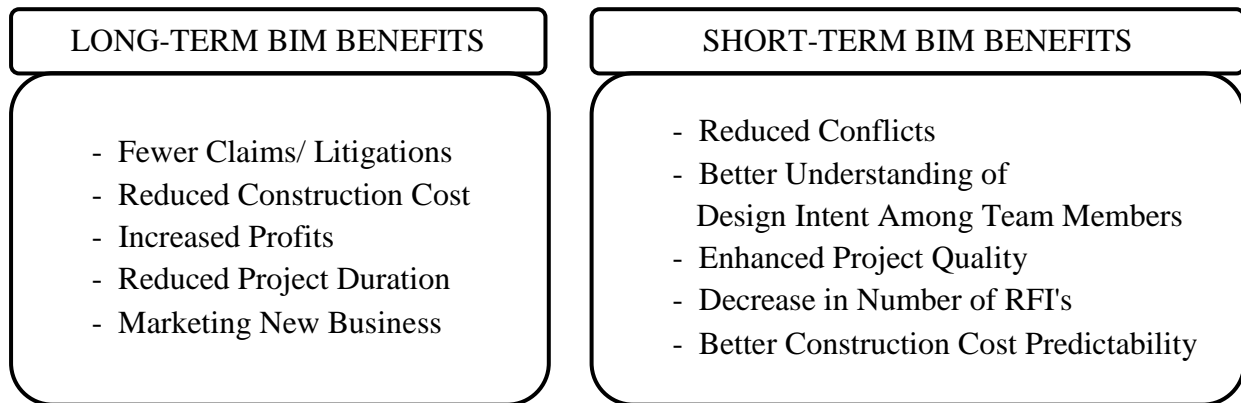 LONG-TERM BIM BENEFITS
- Fewer Claims/ Litigations
- Reduced Construction Cost
- Increased Profits
- Reduced Project Duration
- Marketing New Business
SHORT-TERM BIM BENEFITS
- Reduced Conflicts
- Better Understanding of
Design Intent Among Team Members
- Enhanced Project Quality
- Decrease in Number of RFI's
- Better Construction Cost Predictability